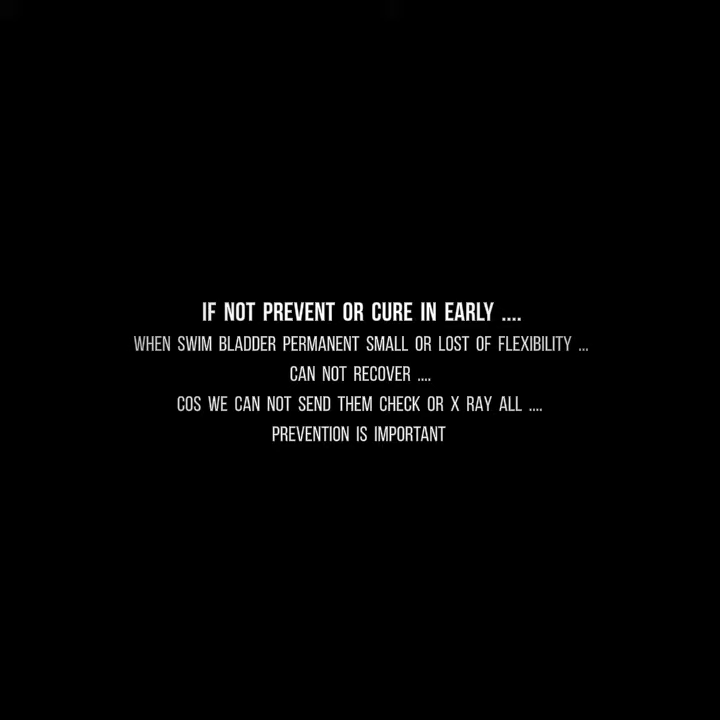 IF NOT PREVENT OR CURE IN EARLY ....
WHEN SWIM BLADDER PERMANENT SMALL OR LOST OF FLEXIBILITY ...
CAN NOT RECOVER ....
COS WE CAN NOT SEND THEM CHECK OR X RAY ALL ....
PREVENTION IS IMPORTANT